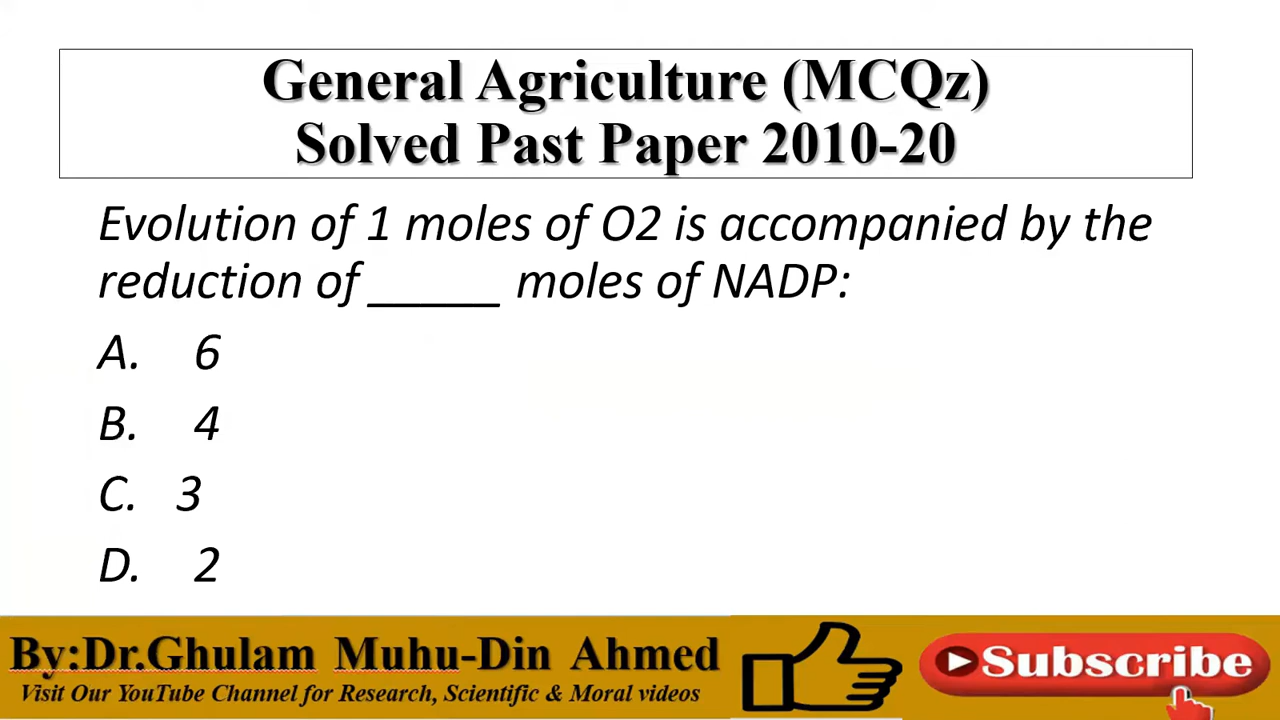 General Agriculture (MCQz)
Solved Past Paper 2010-20
Evolution of 1 moles of O2 is accompanied by the
reduction of _____ moles of NADP:
A. 6
B. 4
C. 3
D. 2
By:Dr.Ghulam Muhu-Din Ahmed
Visit Our YouTube Channel for Research, Scientific & Moral videos
Subscribe